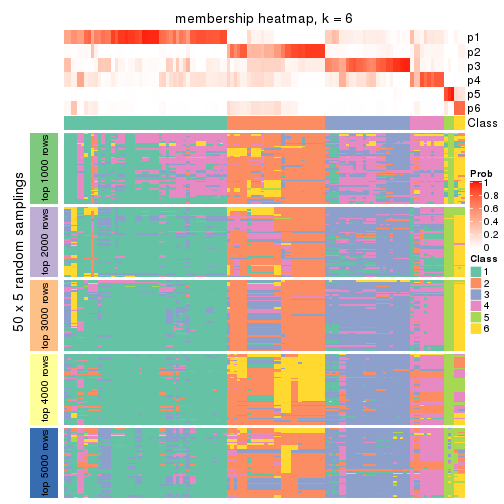 membership heatmap, k = 6
p1
p2
p3
p4
p5
p6
Class
50 x 5 random samplings
top 1000 rows
top 2000 rows
top 3000 rows
top 4000 rows
top 5000 rows
Prob
1
0.8
0.6
0.4
0.2
0
Class
1
2
3
4
5
6